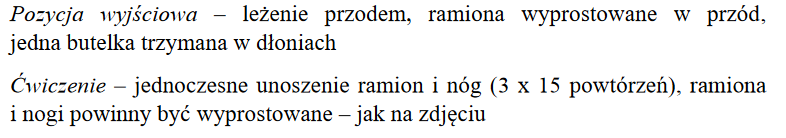 Pozycja wyjściowa – leżenie przodem, ramiona wyprostowane w przód,
jedna butelka trzymana w dłoniach
Ćwiczenie – jednoczesne unoszenie ramion i nóg (3 x 15 powtórzeń), ramiona
i nogi powinny być wyprostowane – jak na zdjęciu